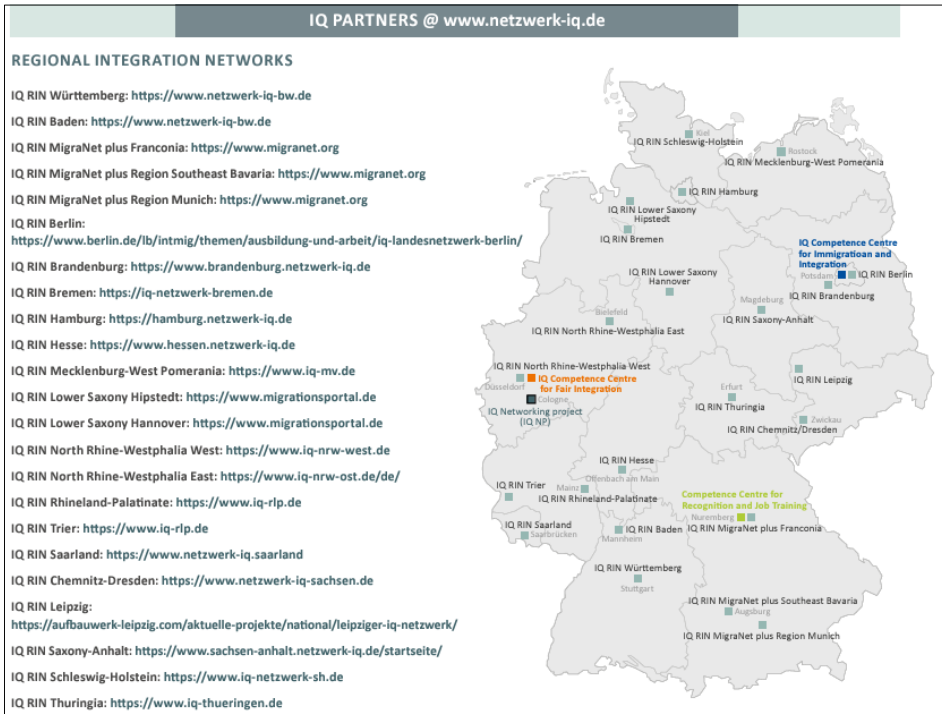 IQ PARTNERS @ www.netzwerk-iq.de
REGIONAL INTEGRATION NETWORKS
IQ RIN Württemberg: https://www.netzwerk-iq-bw.de
IQ RIN Baden: https://www.netzwerk-iq-bw.de
IQ RIN MigraNet plus Franconia: https://www.migranet.org
IQ RIN MigraNet plus Region Southeast Bavaria: https://www.migranet.org
IQ RIN MigraNet plus Region Munich: https://www.migranet.org
IQ RIN Berlin:
https://www.berlin.de/lb/intmig/themen/ausbildung-und-arbeit/iq-landesnetzwerk-berlin/
IQ RIN Brandenburg: https://www.brandenburg.netzwerk-iq.de
IQ RIN Bremen: https://iq-netzwerk-bremen.de
IQ RIN Hamburg: https://hamburg.netzwerk-iq.de
IQ RIN Hesse: https://www.hessen.netzwerk-iq.de
IQ RIN Mecklenburg-West Pomerania: https://www.iq-mv.de
IQ RIN Lower Saxony Hipstedt: https://www.migrationsportal.de
IQ RIN Lower Saxony Hannover: https://www.migrationsportal.de
IQ RIN North Rhine-Westphalia West: https://www.iq-nrw-west.de
IQ RIN North Rhine-Westphalia East: https://www.iq-nrw-ost.de/de/
IQ RIN Rhineland-Palatinate: https://www.iq-rlp.de
IQ RIN Trier: https://www.iq-rlp.de
IQ RIN Saarland: https://www.netzwerk-iq.saarland
IQ RIN Chemnitz-Dresden: https://www.netzwerk-iq-sachsen.de
IQ RIN Leipzig:
https://aufbauwerk-leipzig.com/aktuelle-projekte/national/leipziger-iq-netzwerk/
IQ RIN Saxony-Anhalt: https://www.sachsen-anhalt.netzwerk-iq.de/startseite/
IQ RIN Schleswig-Holstein: https://www.iq-netzwerk-sh.de
IQ RIN Thuringia: https://www.iq-thueringen.de
Kiel
IQ RIN Schleswig-Holstein
Rostock
IQ RIN Mecklenburg-West Pomerania
IQ RIN Hamburg
IQ RIN Lower Saxony
Hipstedt
IQ RIN Bremen
IQ Competence Centre
for Immigratioan and
Integration
Potsdam
IQ RIN Berlin
IQ RIN Brandenburg
IQ RIN Lower Saxony
Hannover
Magdeburg
IQ RIN Saxony-Anhalt
Bielefeld
IQ RIN North Rhine-Westphalia East
IQ RIN North Rhine-Westphalia West
Düsseldorf
IQ Competence Centre
for Fair Integration
Cologne
IQ Networking project
(IQ NP)
IQ RIN Leipzig
Erfurt
IQ RIN Thuringia
Zwickau
IQ RIN Chemnitz/Dresden
IQ RIN Hesse
Offenbach am Main
IQ RIN Trier
Mainz
IQ RIN Rhineland-Palatinate
Competence Centre for
Recognition and Job Training
Nuremberg
IQ RIN MigraNet plus Franconia
IQ RIN Saarland
Saarbrücken
IQ RIN Baden
Mannheim
IQ RIN Württemberg
Stuttgart
IQ RIN MigraNet plus Southeast Bavaria
Augsburg
IQ RIN MigraNet plus Region Munich